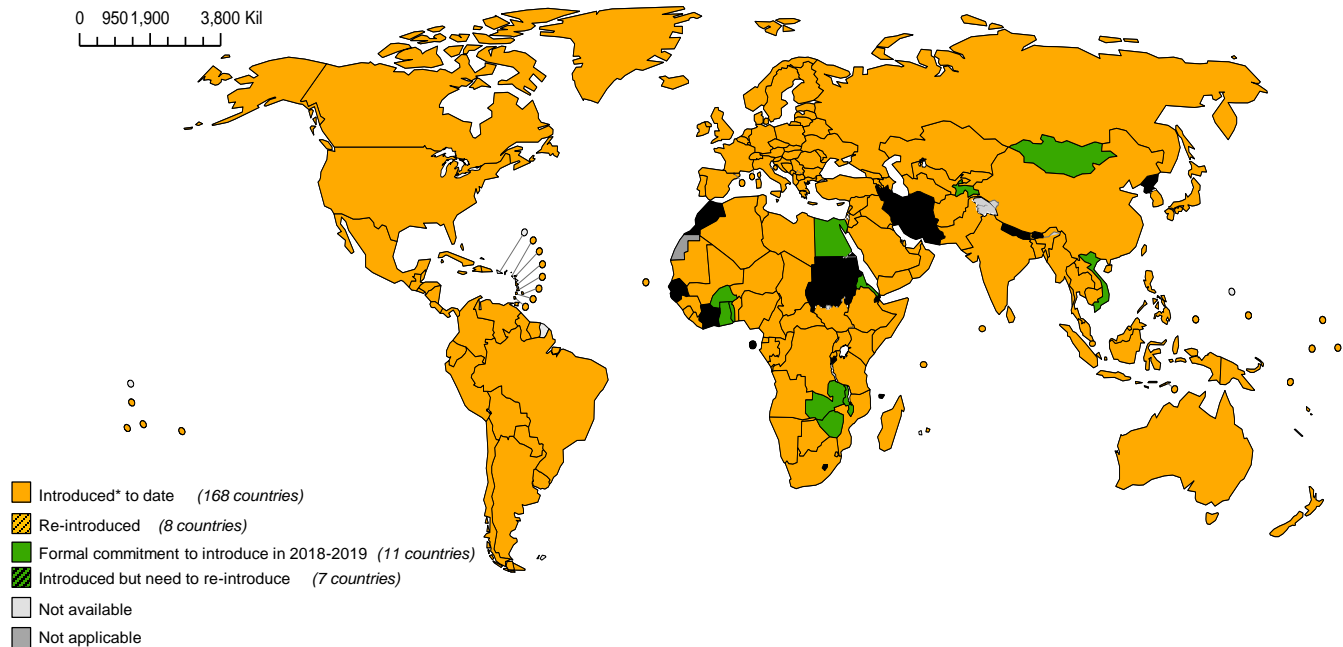 0 950 1,900 3,800 Kil
Introduced* to date (168 countries)
Re-introduced (8 countries)
Formal commitment to introduce in 2018-2019 (11 countries)
Introduced but need to re-introduce (7 countries)
Not available
Not applicable